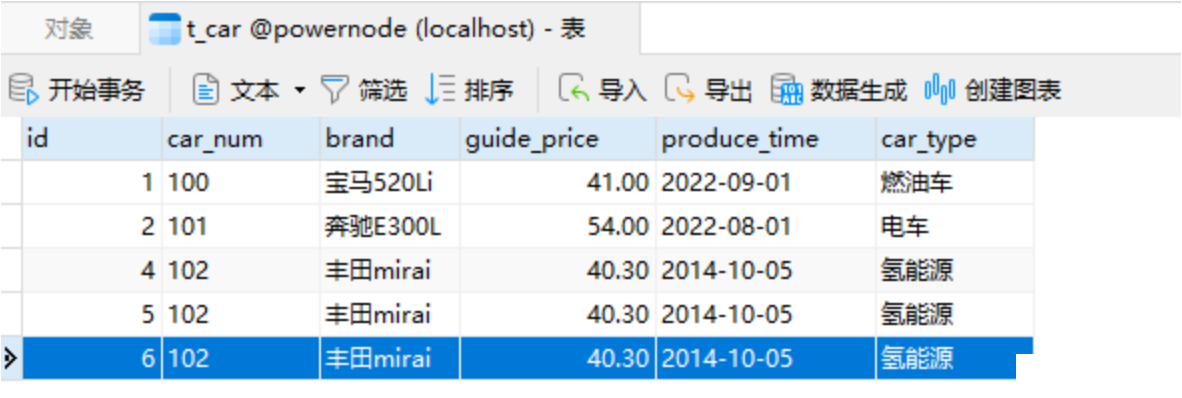 对象 t_car @powernode (localhost) - 表
开始事务 文本 筛选 排序 导入 导出 数据生成 创建图表
id car_num brand guide_price produce_time car_type
1 100 宝马520Li 41.00 2022-09-01 燃油车
2 101 奔驰E300L 54.00 2022-08-01 电车
4 102 丰田mirai 40.30 2014-10-05 氢能源
5 102 丰田mirai 40.30 2014-10-05 氢能源
6 102 丰田mirai 40.30 2014-10-05 氢能源